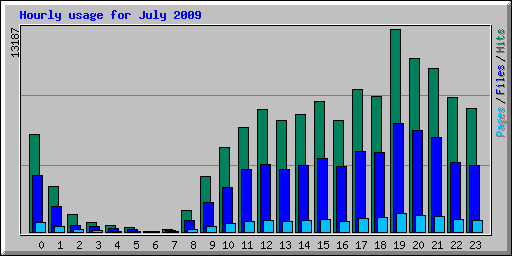 Hourly usage for July 2009
13187
Pages / Files / Hits
0 1 2 3 4 5 6 7 8 9 10 11 12 13 14 15 16 17 18 19 20 21 22 23